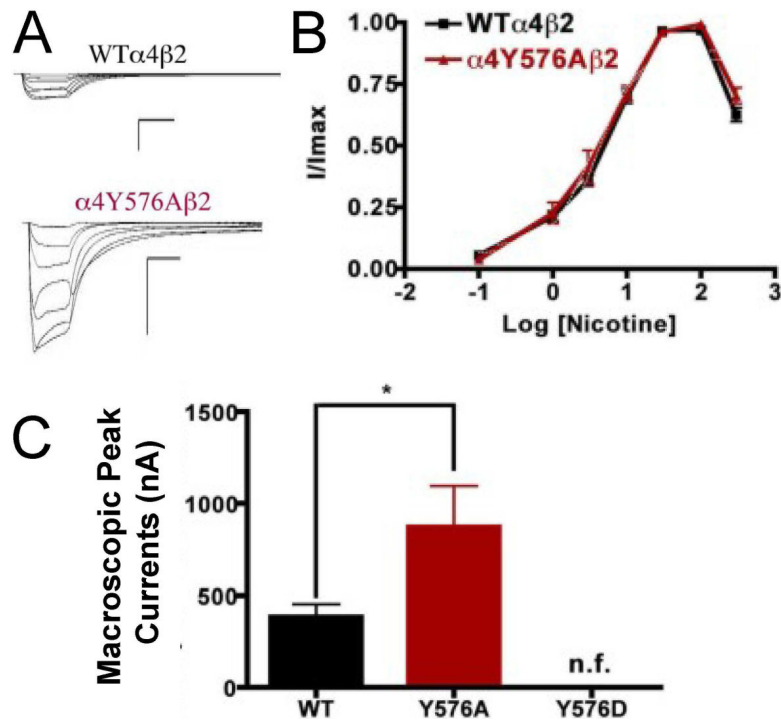 A
WTα4β2
α4Y576Aβ2
B
WTα4β2
α4Y576Aβ2
I/Imax
1.00
0.75
0.50
0.25
0.00
-2 -1 0 1 2 3
Log [Nicotine]
C
Macroscopic Peak
Currents (nA)
1500
1000
500
0
*
n.f.
WT Y576A Y576D